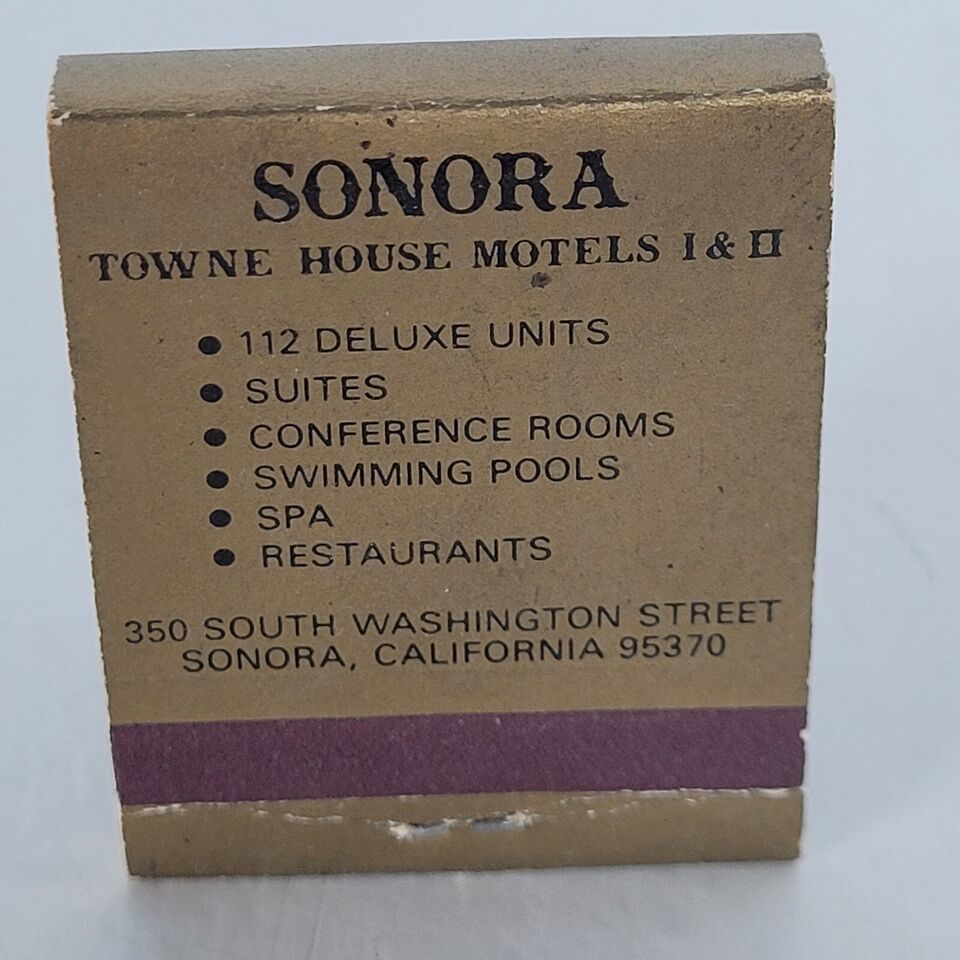 SONORA
TOWNE HOUSE MOTELS I & II
• 112 DELUXE UNITS
• SUITES
• CONFERENCE ROOMS
• SWIMMING POOLS
• SPA
• RESTAURANTS
350 SOUTH WASHINGTON STREET
SONORA, CALIFORNIA 95370